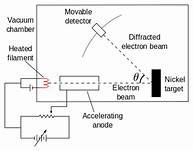 Vacuum
chamber
Heated
filament
Movable
detector
Diffracted
electron beam
θ
Nickel
target
Electron
beam
Accelerating
anode